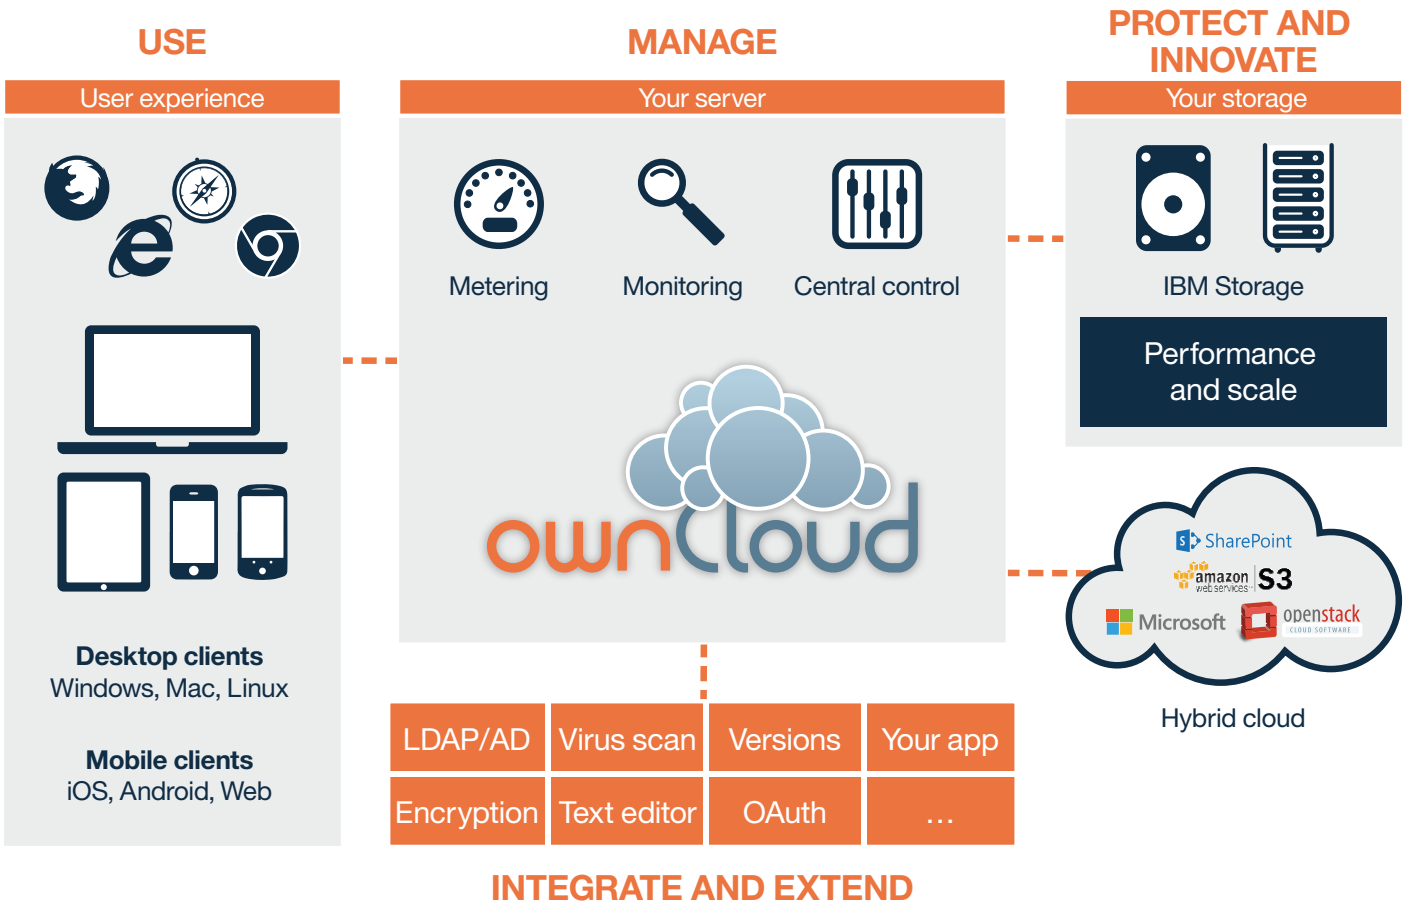 USE
User experience
Desktop clients
Windows, Mac, Linux
Mobile clients
iOS, Android, Web
MANAGE
Your server
Metering
Monitoring
Central control
ownCloud
PROTECT AND
INNOVATE
Your storage
IBM Storage
Performance
and scale
S SharePoint
amazon
webservices™
S3
Microsoft
openstack
CLOUD SOFTWARE
Hybrid cloud
LDAP/AD
Virus scan
Versions
Your app
Encryption
Text editor
OAuth
...
INTEGRATE AND EXTEND